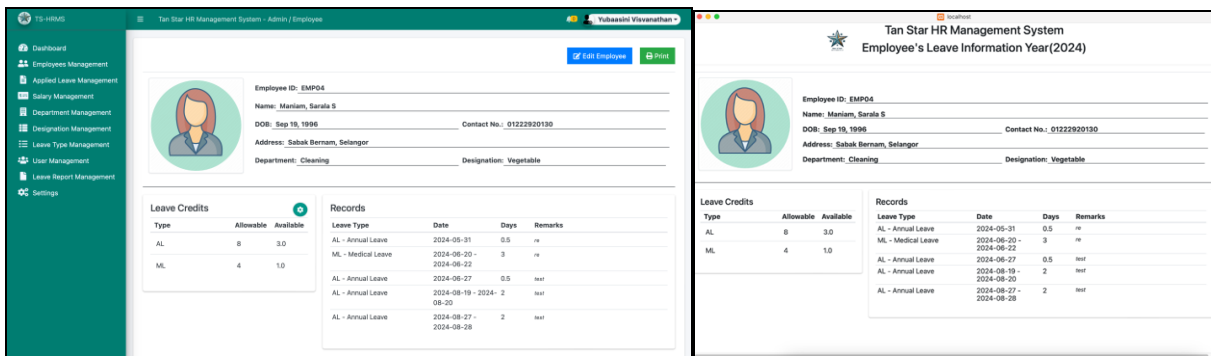 TS-HRMS
Tan Star HR Management System - Admin / Employee
Yubaasini Visvanathan
Dashboard
Employees Management
Applied Leave Management
Salary Management
Department Management
Designation Management
Leave Type Management
User Management
Leave Report Management
Settings
Edit Employee
Print
Employee ID: EMP04
Name: Maniam, Sarala S
DOB: Sep 19, 1996 Contact No.: 01222920130
Address: Sabak Bernam, Selangor
Department: Cleaning Designation: Vegetable
Leave Credits
Type Allowable Available
AL 8 3.0
ML 4 1.0
Records
Leave Type Date Days Remarks
AL - Annual Leave 2024-05-31 0.5 re
ML - Medical Leave 2024-06-20 - 3 re
2024-06-22
AL - Annual Leave 2024-06-27 0.5 test
AL - Annual Leave 2024-08-19 - 2024- 2 test
08-20
AL - Annual Leave 2024-08-27 - 2 test
2024-08-28
localhost
Tan Star HR Management System
Employee's Leave Information Year(2024)
Employee ID: EMP04
Name: Maniam, Sarala S
DOB: Sep 19, 1996 Contact No.: 01222920130
Address: Sabak Bernam, Selangor
Department: Cleaning Designation: Vegetable
Leave Credits
Type Allowable Available
AL 8 3.0
ML 4 1.0
Records
Leave Type Date Days Remarks
AL - Annual Leave 2024-05-31 0.5 re
ML - Medical Leave 2024-06-20 - 3 re
2024-06-22
AL - Annual Leave 2024-06-27 0.5 test
AL - Annual Leave 2024-08-19 - 2 test
2024-08-20
AL - Annual Leave 2024-08-27 - 2 test
2024-08-28